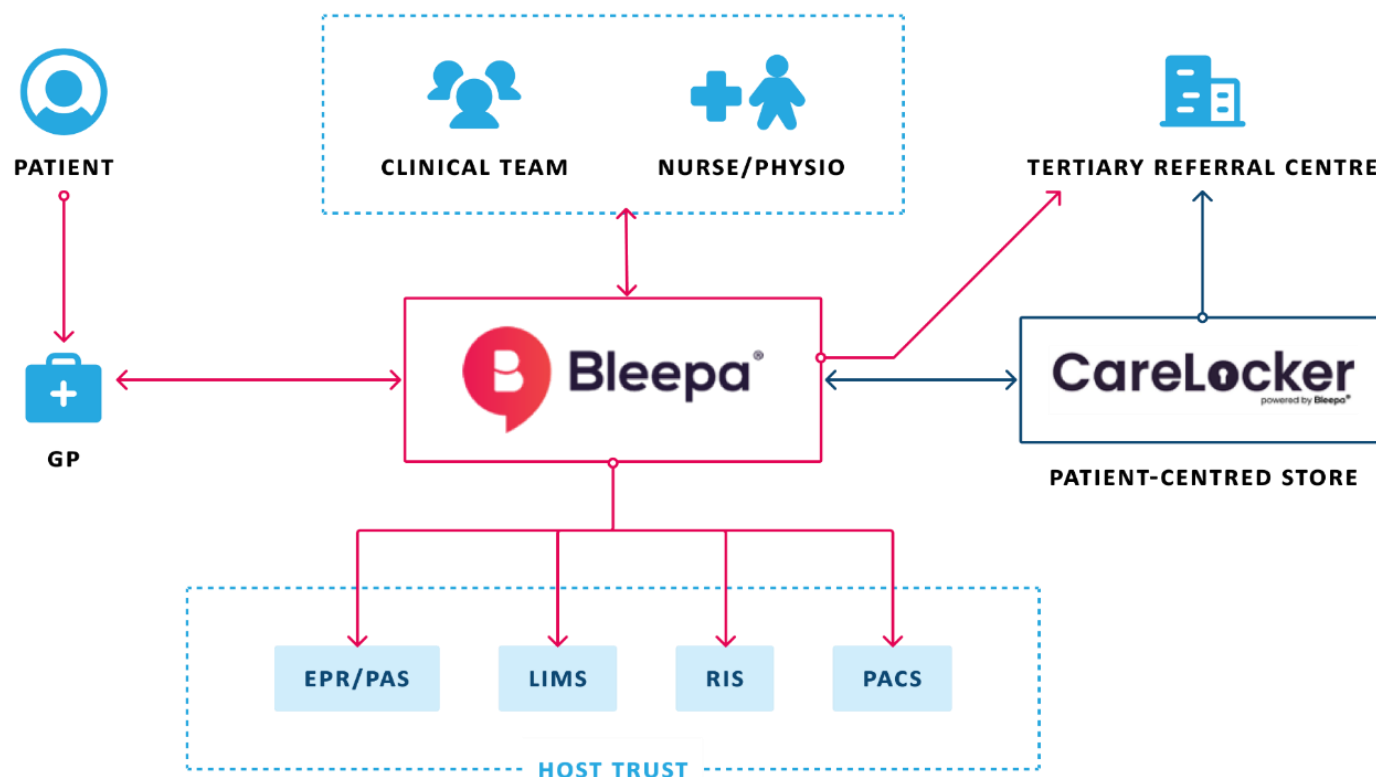 PATIENT
CLINICAL TEAM
NURSE/PHYSIO
TERTIARY REFERRAL CENTRE
B Bleepa®
CareLocker
powered by Bleepa®
GP
PATIENT-CENTRED STORE
EPR/PAS
LIMS
RIS
PACS
HOST TRUST